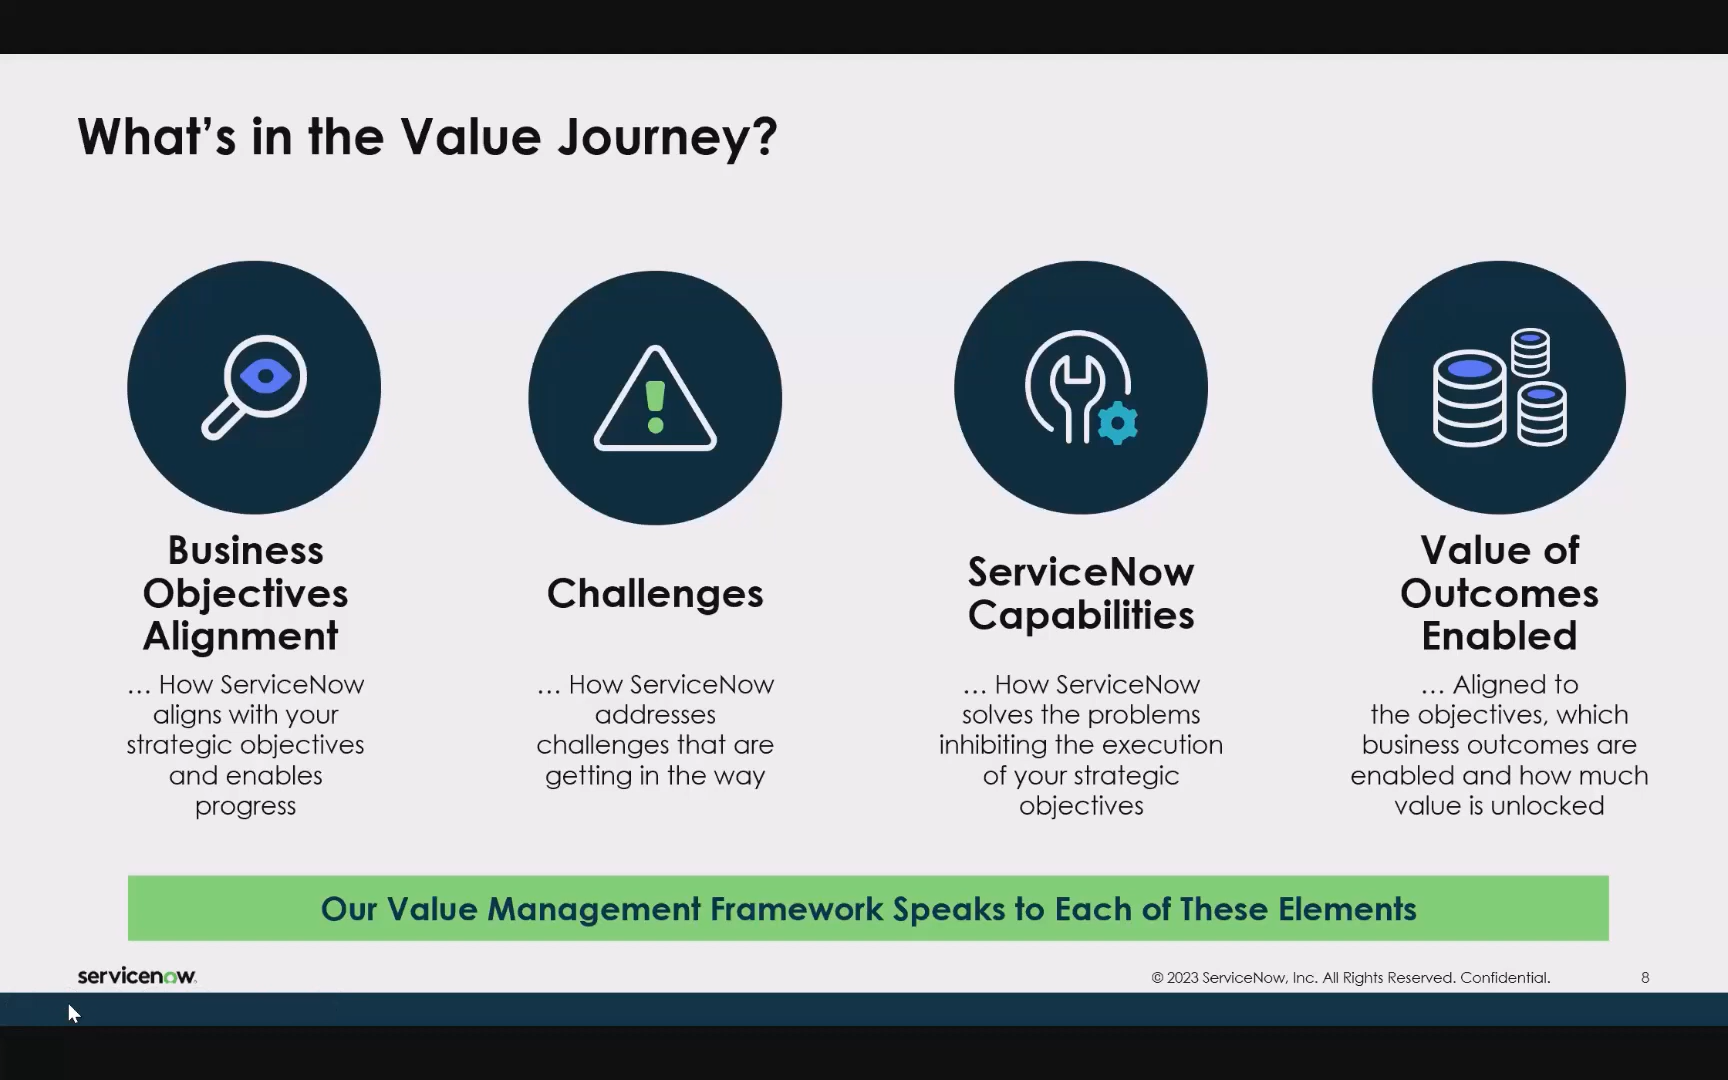 What's in the Value Journey?
Business
Objectives
Alignment
… How ServiceNow
aligns with your
strategic objectives
and enables
progress
Challenges
… How ServiceNow
addresses
challenges that are
getting in the way
ServiceNow
Capabilities
… How ServiceNow
solves the problems
inhibiting the execution
of your strategic
objectives
Value of
Outcomes
Enabled
… Aligned to
the objectives, which
business outcomes are
enabled and how much
value is unlocked
Our Value Management Framework Speaks to Each of These Elements
servicenow.
© 2023 ServiceNow, Inc. All Rights Reserved. Confidential.
8